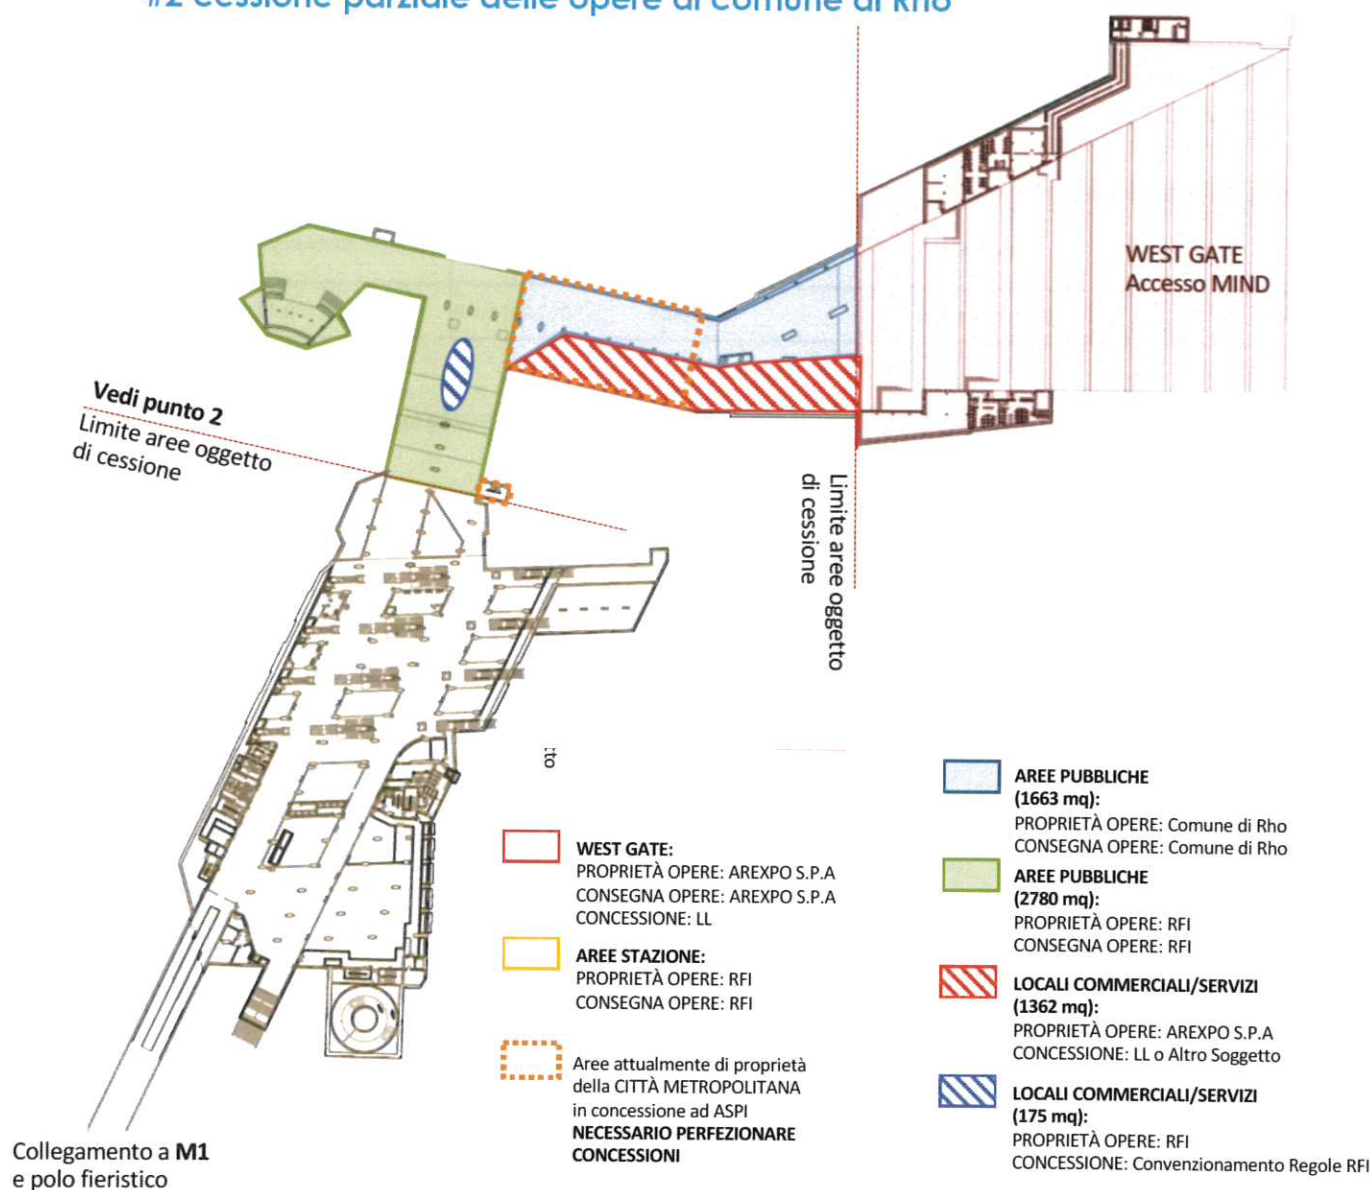 #2 Cessione parziale delle opere al Comune di Rho
WEST GATE
Accesso MIND
Vedi punto 2
Limite aree oggetto
di cessione
Limite aree oggetto
di cessione
WEST GATE:
PROPRIETÀ OPERE: AREXPO S.P.A
CONSEGNA OPERE: AREXPO S.P.A
CONCESSIONE: LL
AREE STAZIONE:
PROPRIETÀ OPERE: RFI
CONSEGNA OPERE: RFI
Aree attualmente di proprietà
della CITTÀ METROPOLITANA
in concessione ad ASPI
NECESSARIO PERFEZIONARE
CONCESSIONI
AREE PUBBLICHE
(1663 mq):
PROPRIETÀ OPERE: Comune di Rho
CONSEGNA OPERE: Comune di Rho
AREE PUBBLICHE
(2780 mq):
PROPRIETÀ OPERE: RFI
CONSEGNA OPERE: RFI
LOCALI COMMERCIALI/SERVIZI
(1362 mq):
PROPRIETÀ OPERE: AREXPO S.P.A
CONCESSIONE: LL o Altro Soggetto
LOCALI COMMERCIALI/SERVIZI
(175 mq):
PROPRIETÀ OPERE: RFI
CONCESSIONE: Convenzionamento Regole RFI
Collegamento a M1
e polo fieristico